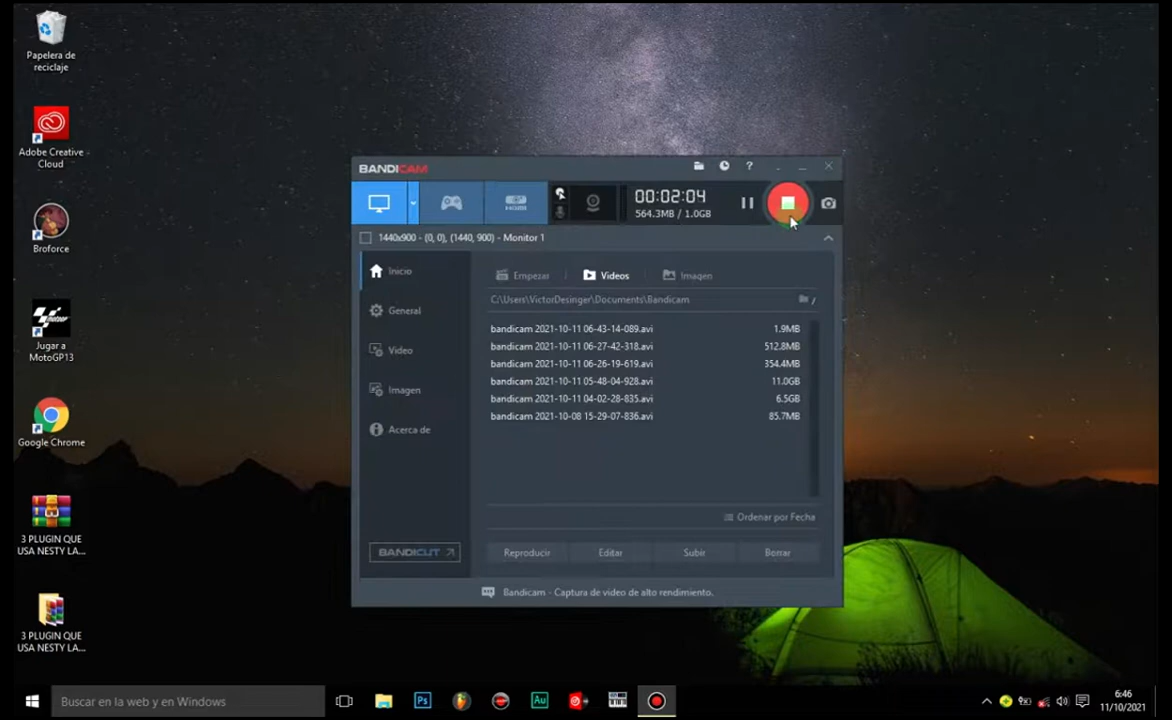 Papelera de
reciclaje
Adobe Creative
Cloud
Broforce
Jugar a
MotoGP13
Google Chrome
3 PLUGIN QUE
USA NESTY LA...
3 PLUGIN QUE
USA NESTY LA...
BANDICAM
?
00:02:04
564.3MB / 1.0GB
1440x900 - (0, 0), (1440, 900) - Monitor 1
Inicio
General
Video
Imagen
Acerca de
BANDICUT
Empezar
Videos
Imagen
C:\Users\VictorDesinger\Documents\Bandicam
bandicam 2021-10-11 06-43-14-089.avi 1.9MB
bandicam 2021-10-11 06-27-42-318.avi 512.8MB
bandicam 2021-10-11 06-26-19-619.avi 354.4MB
bandicam 2021-10-11 05-48-04-928.avi 11.0GB
bandicam 2021-10-11 04-02-28-835.avi 6.5GB
bandicam 2021-10-08 15-29-07-836.avi 85.7MB
Ordenar por Fecha
Reproducir Editar Subir Borrar
Bandicam - Captura de video de alto rendimiento.
Buscar en la web y en Windows
Ps
Au
6:46
11/10/2021